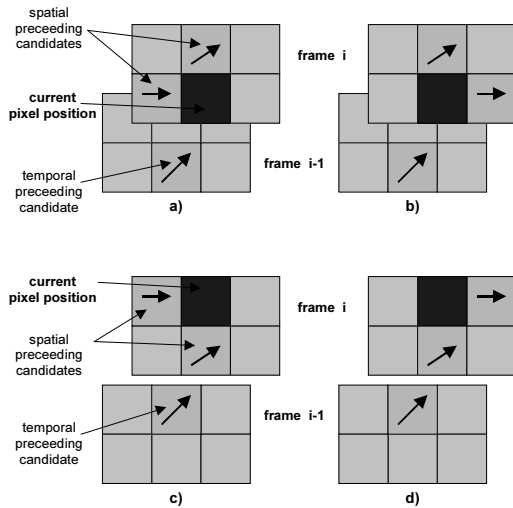 spatial
preceeding
candidates
frame i
current
pixel position
frame i-1
temporal
preceeding
candidate
a)
b)
current
pixel position
frame i
spatial
preceeding
candidates
frame i-1
temporal
preceeding
candidate
c)
d)